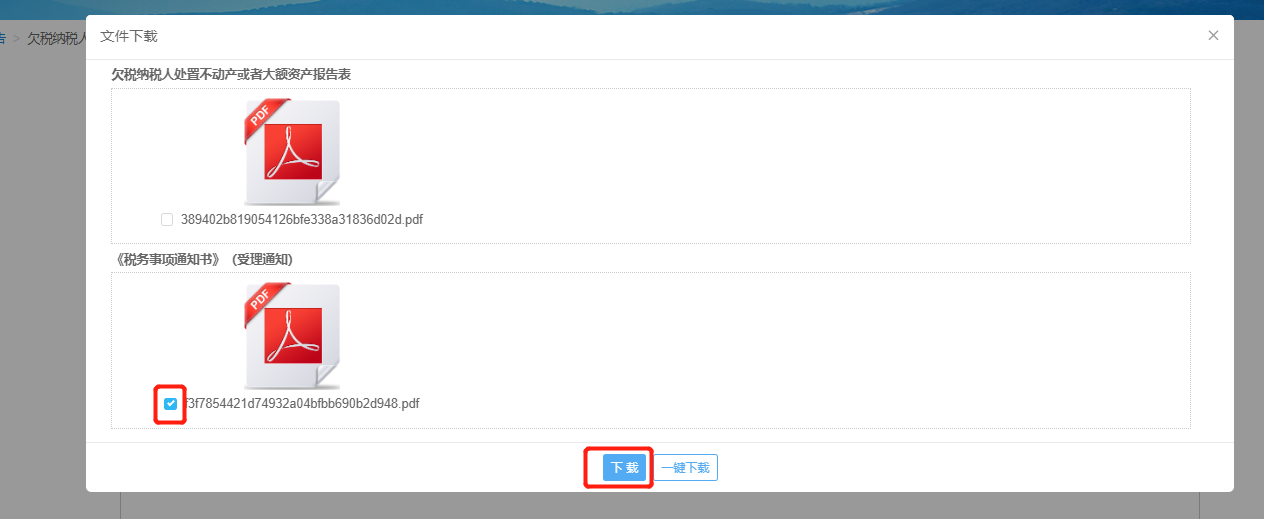 告 > 欠税纳税人
文件下载
欠税纳税人处置不动产或者大额资产报告表
PDF
389402b819054126bfe338a31836d02d.pdf
《税务事项通知书》（受理通知）
PDF
f3f7854421d74932a04bfbb690b2d948.pdf
下 载
一键下载